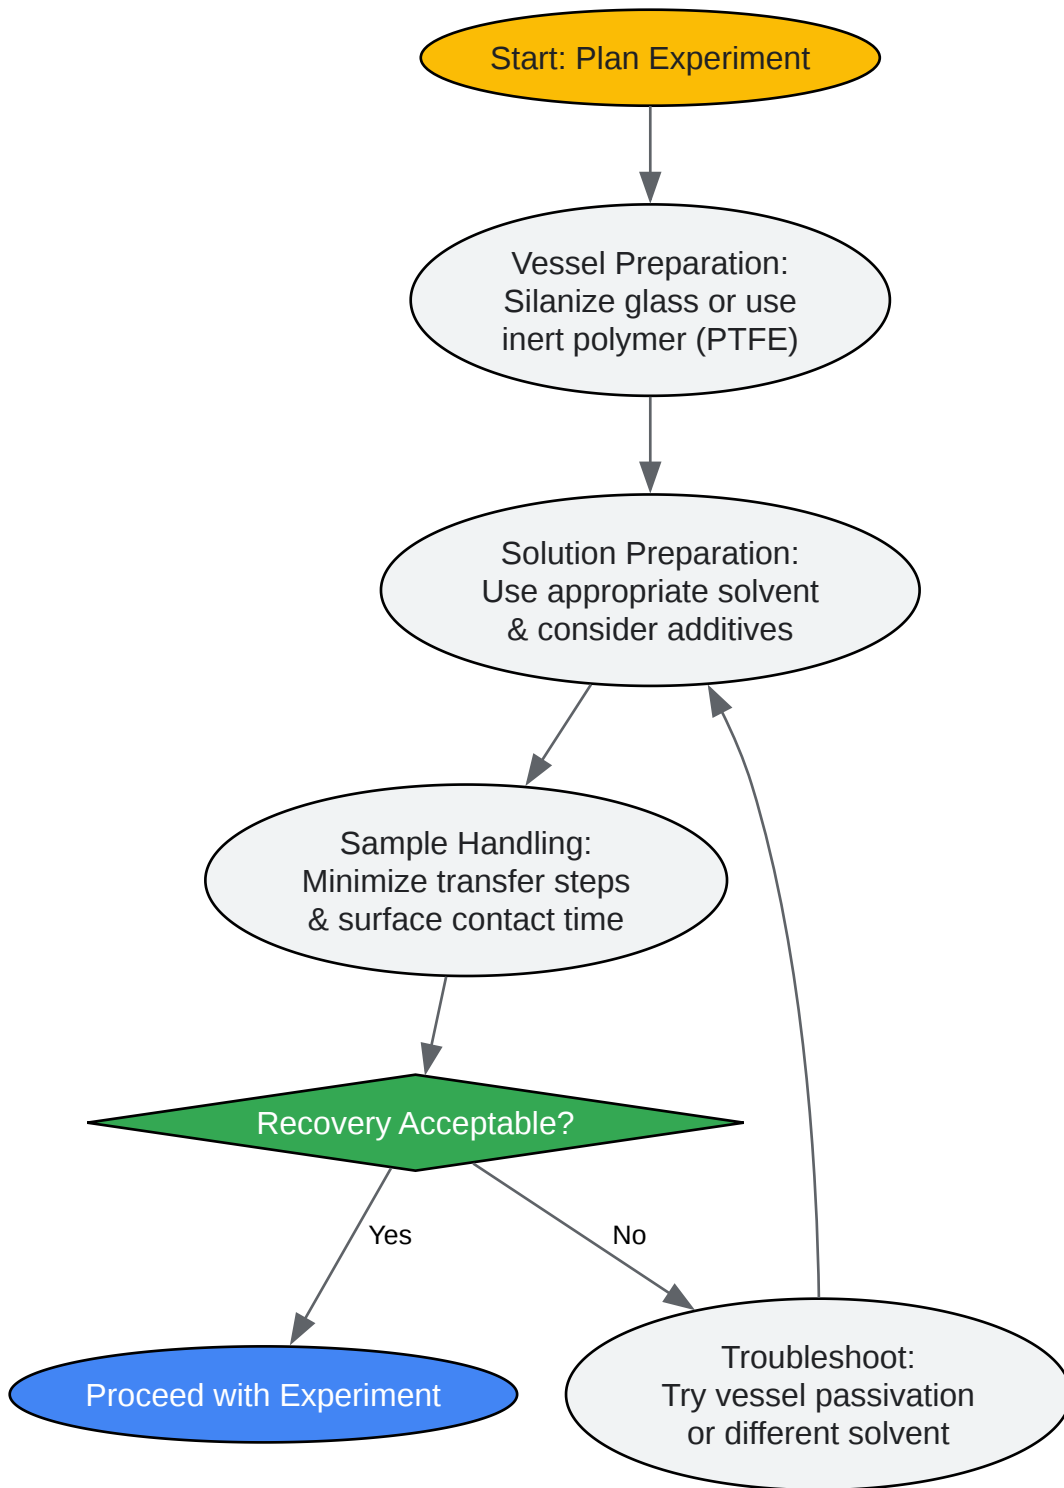 Start: Plan Experiment
Vessel Preparation:
Silanize glass or use
inert polymer (PTFE)
Solution Preparation:
Use appropriate solvent
& consider additives
Sample Handling:
Minimize transfer steps
& surface contact time
Recovery Acceptable?
Yes
No
Proceed with Experiment
Troubleshoot:
Try vessel passivation
or different solvent